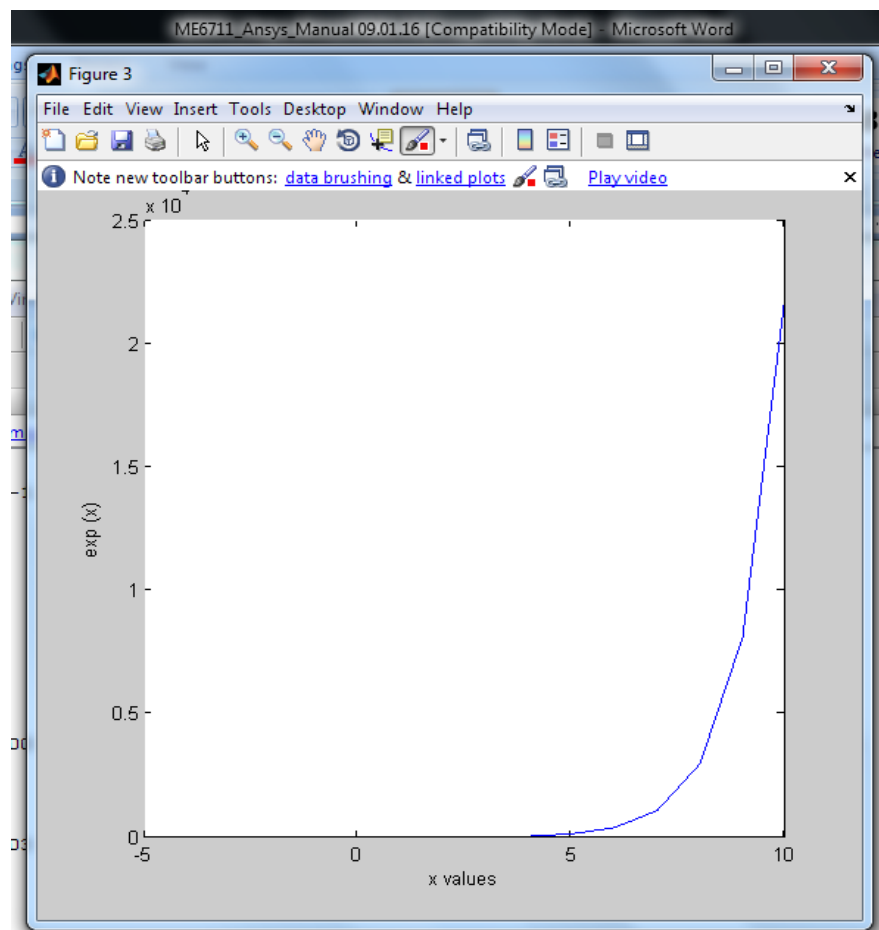 ME6711_Ansys_Manual 09.01.16 [Compatibility Mode] - Microsoft Word
Figure 3
File Edit View Insert Tools Desktop Window Help
Note new toolbar buttons: data brushing & linked plots Play video
x 10
2.5
2
1.5
1
0.5
0
-5 0 5 10
exp (x)
x values